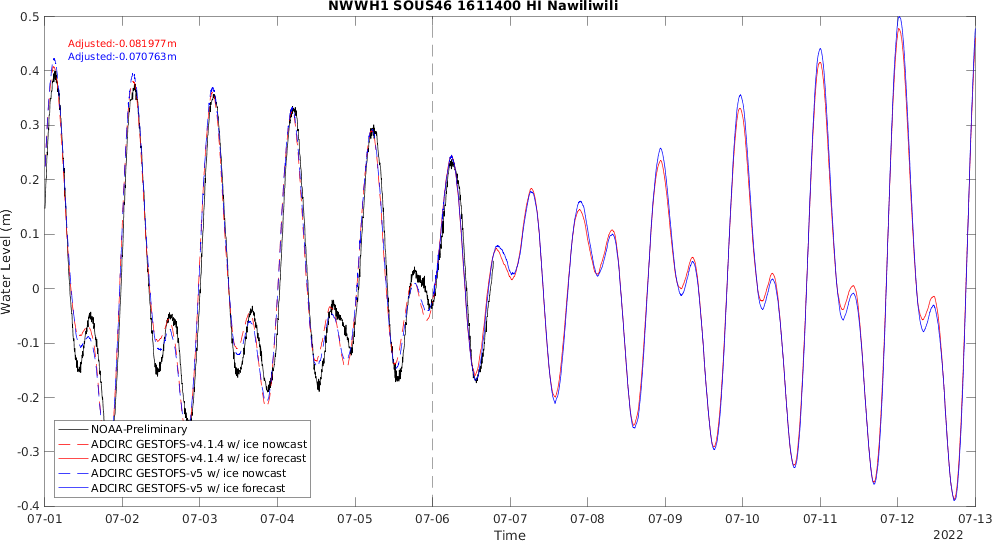 NWWH1 SOUS46 1611400 HI Nawiliwili
Adjusted:-0.081977m
Adjusted:-0.070763m
Water Level (m)
0.5
0.4
0.3
0.2
0.1
0
-0.1
-0.2
-0.3
-0.4
NOAA-Preliminary
ADCIRC GESTOFS-v4.1.4 w/ ice nowcast
ADCIRC GESTOFS-v4.1.4 w/ ice forecast
ADCIRC GESTOFS-v5 w/ ice nowcast
ADCIRC GESTOFS-v5 w/ ice forecast
07-01 07-02 07-03 07-04 07-05 07-06 07-07 07-08 07-09 07-10 07-11 07-12 07-13
Time
2022